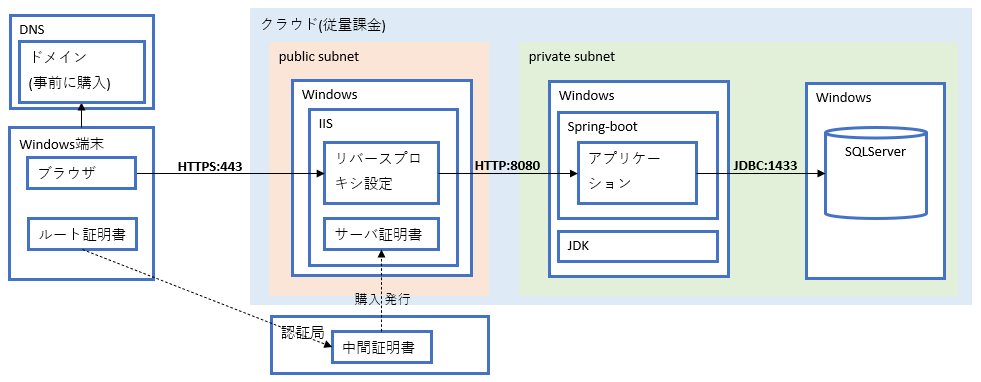 DNS
ドメイン
(事前に購入)
Windows端末
ブラウザ
ルート証明書
HTTPS:443
クラウド(従量課金)
public subnet
Windows
IIS
リバースプロ
キシ設定
サーバ証明書
購入 発行
認証局
中間証明書
HTTP:8080
private subnet
Windows
Spring-boot
アプリケー
ション
JDK
JDBC:1433
Windows
SQLServer